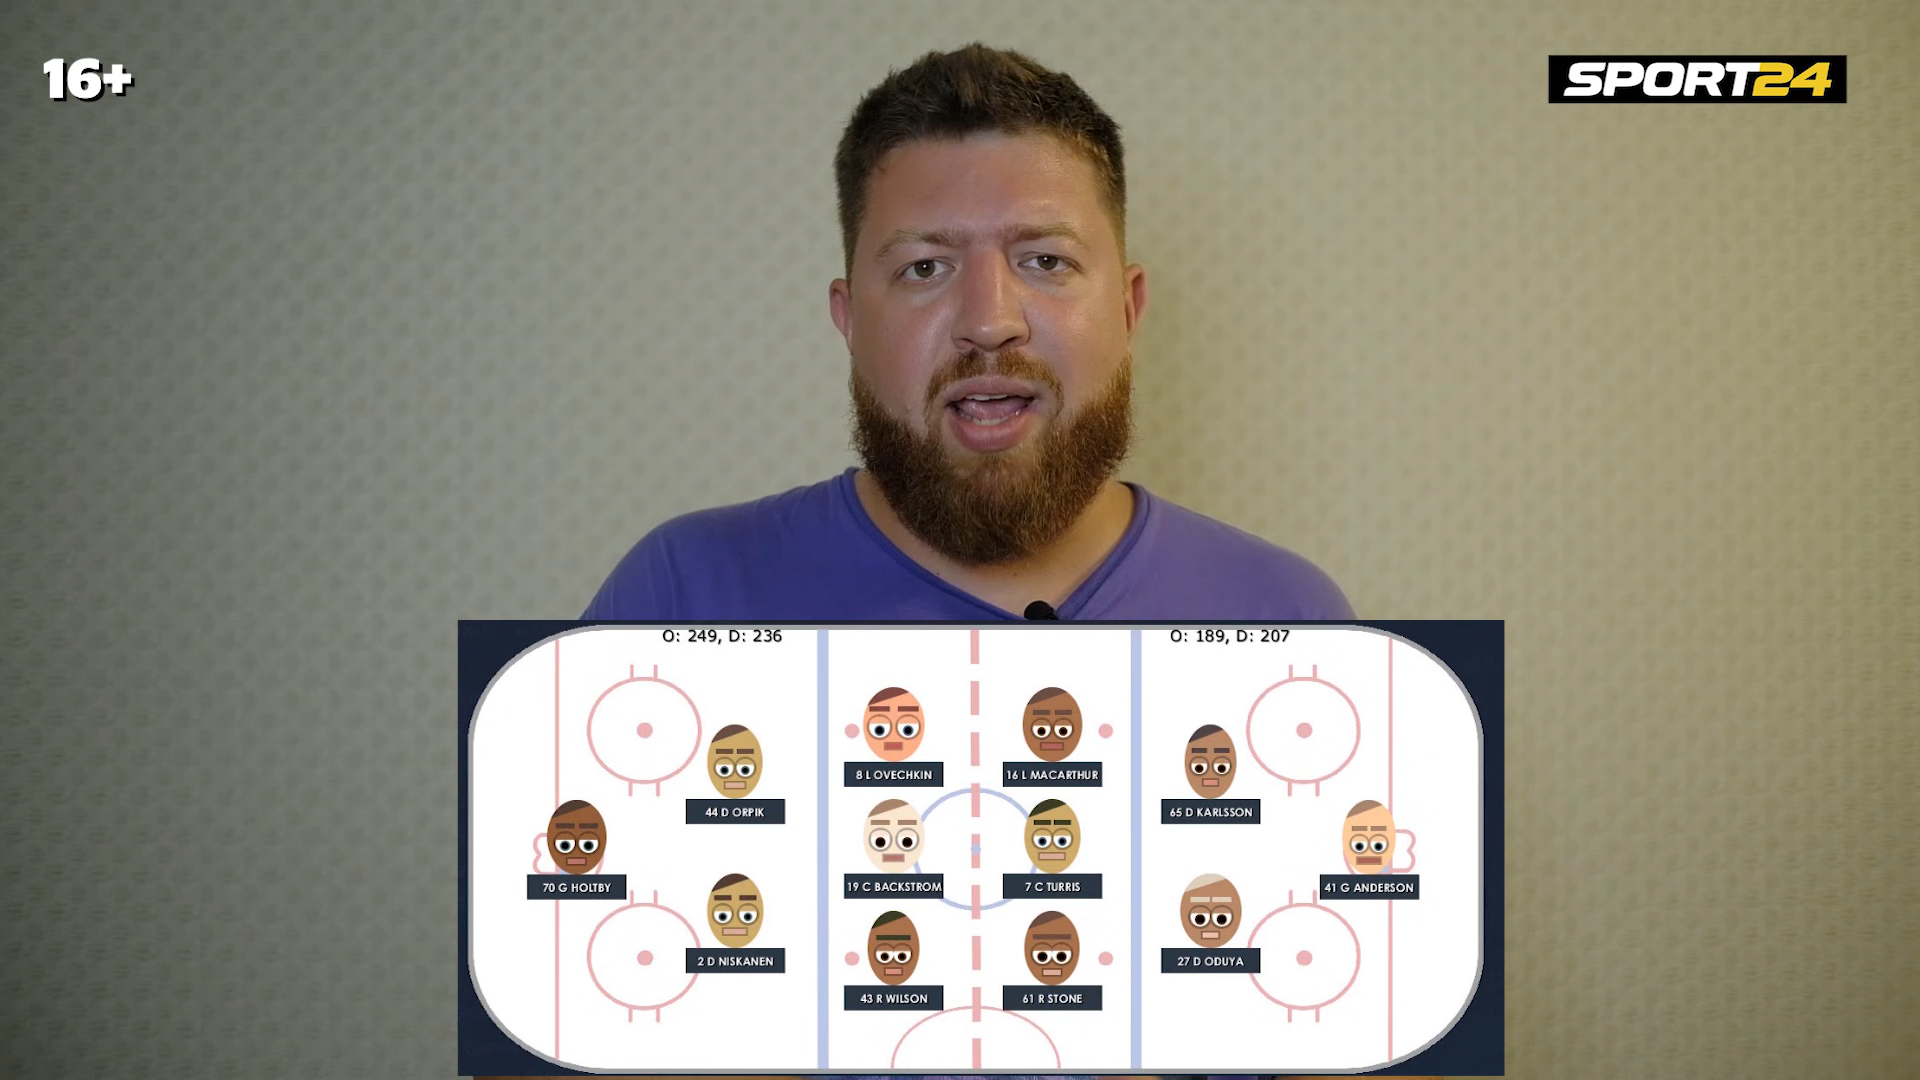 16+
SPORT24
O: 249, D: 236
O: 189, D: 207
8 L OVECHKIN
16 L MACARTHUR
44 D ORPIK
65 D KARLSSON
70 G HOLTBY
19 C BACKSTROM
7 C TURRIS
41 G ANDERSON
2 D NISKANEN
27 D ODUYA
43 R WILSON
61 R STONE